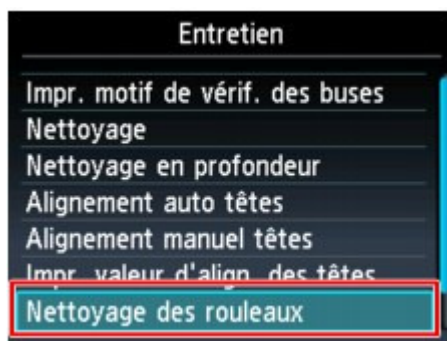 Entretien
Impr. motif de vérif. des buses
Nettoyage
Nettoyage en profondeur
Alignement auto têtes
Alignement manuel têtes
Impr. valeur d'align. des têtes
Nettoyage des rouleaux